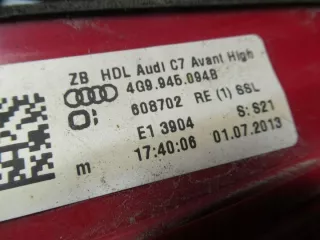 ZB HDL Audi C7 Avant High
4G9.945.094B
608702 RE (1) SSL
E1 3904 S: S21
m 17:40:06 01.07.2013